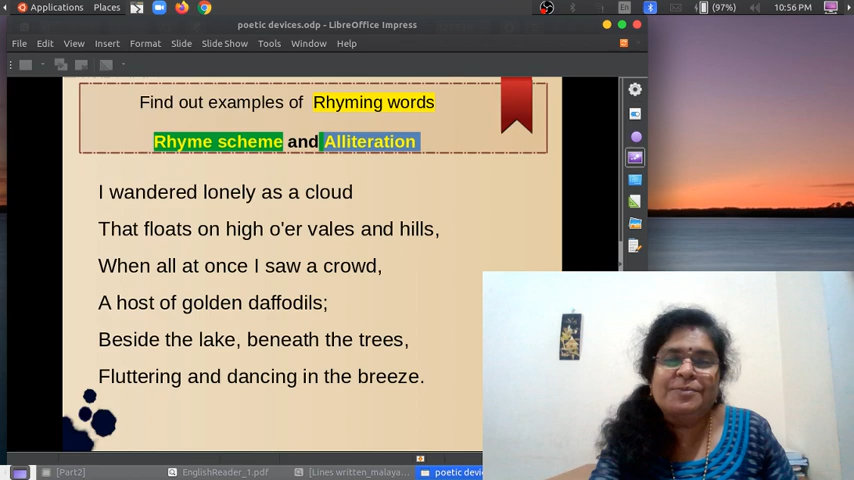 Applications Places En (97%) 10:56 PM
poetic devices.odp - LibreOffice Impress
File Edit View Insert Format Slide Slide Show Tools Window Help
Find out examples of Rhyming words
Rhyme scheme and Alliteration
I wandered lonely as a cloud
That floats on high o'er vales and hills,
When all at once I saw a crowd,
A host of golden daffodils;
Beside the lake, beneath the trees,
Fluttering and dancing in the breeze.
[Part2] EnglishReader_1.pdf [Lines written_malaya... poetic devi